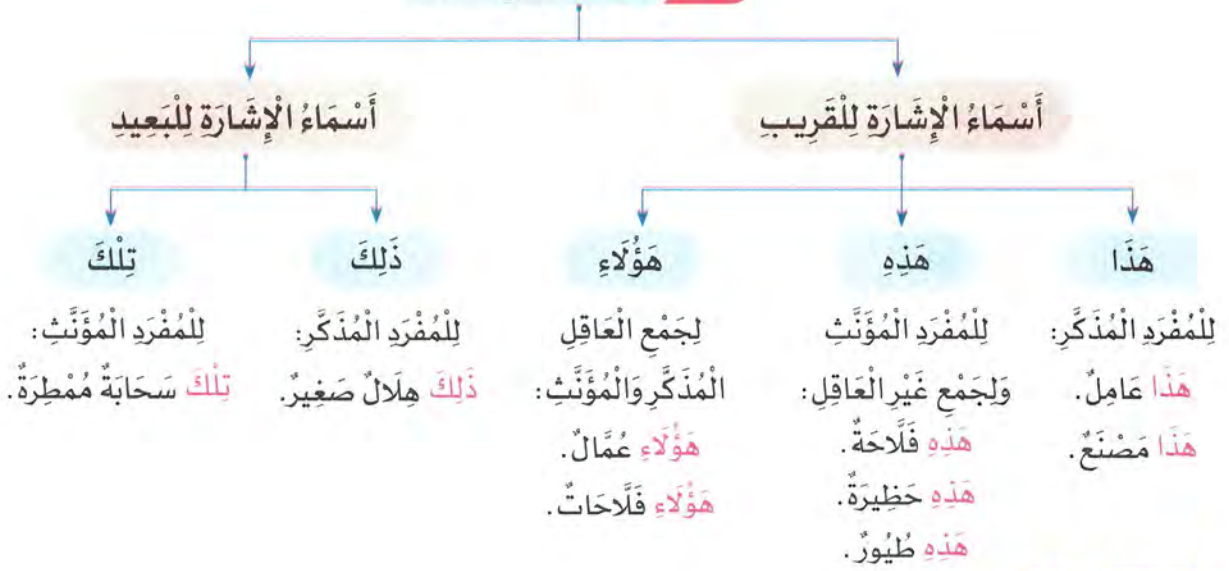 أَسْمَاءُ الْإِشَارَةِ لِلْقَرِيبِ
أَسْمَاءُ الْإِشَارَةِ لِلْبَعِيدِ
هَذَا
لِلْمُفْرَدِ الْمُذَكَّرِ:
هَذَا عَامِلٌ.
هَذَا مَصْنَعٌ.
هَذِهِ
لِلْمُفْرَدِ الْمُؤَنَّثِ
وَلِجَمْعِ غَيْرِ الْعَاقِلِ:
هَذِهِ فَلَّاحَةٌ.
هَذِهِ حَظِيرَةٌ.
هَذِهِ طُيُورٌ.
هَؤُلَاءِ
لِجَمْعِ الْعَاقِلِ
الْمُذَكَّرِ وَالْمُؤَنَّثِ:
هَؤُلَاءِ عُمَّالٌ.
هَؤُلَاءِ فَلَّاحَاتٌ.
ذَلِكَ
لِلْمُفْرَدِ الْمُذَكَّرِ:
ذَلِكَ هِلَالٌ صَغِيرٌ.
تِلْكَ
لِلْمُفْرَدِ الْمُؤَنَّثِ:
تِلْكَ سَحَابَةٌ مُمْطِرَةٌ.